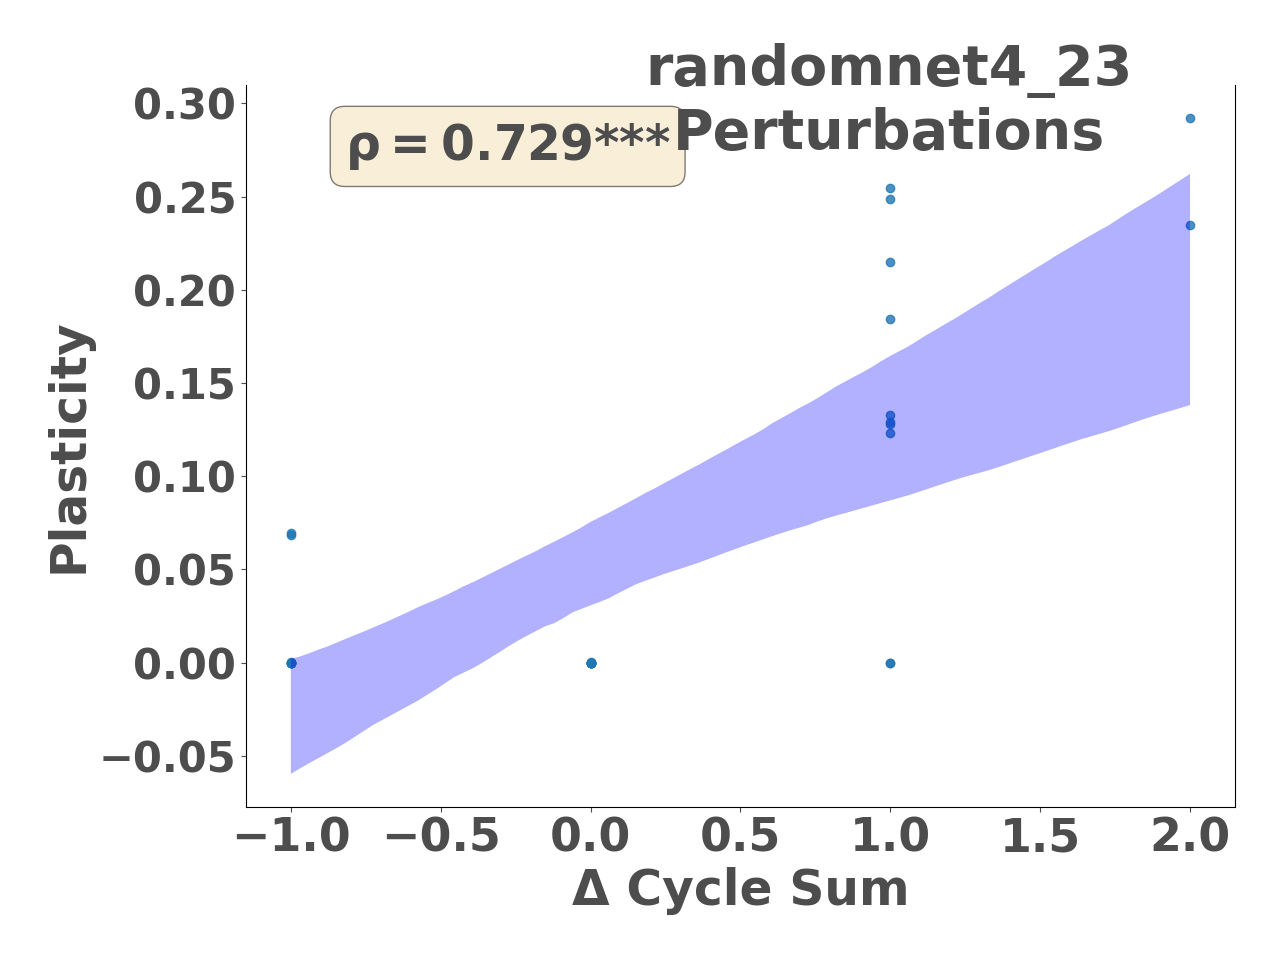 randomnet4_23
Perturbations
ρ = 0.729***
0.30
0.25
0.20
0.15
0.10
0.05
0.00
−0.05
Plasticity
−1.0 −0.5 0.0 0.5 1.0 1.5 2.0
Δ Cycle Sum